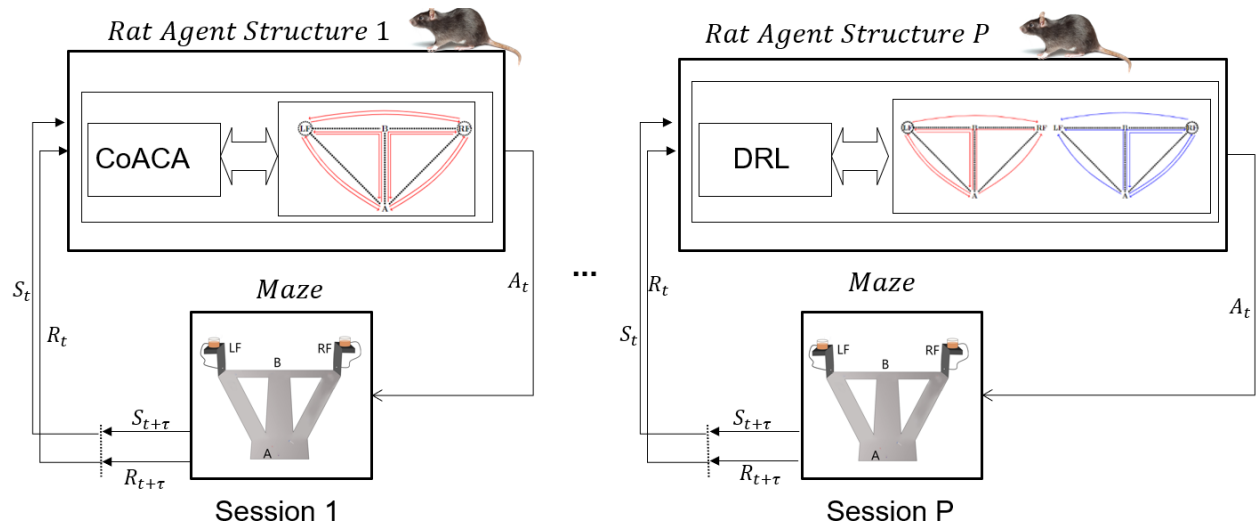 Rat Agent Structure 1
CoACA
LF
B
RF
A
S_t
R_t
A_t
Maze
LF
RF
B
A
S_{t+τ}
R_{t+τ}
Session 1
...
Rat Agent Structure P
DRL
LF
B
RF
A
LF
B
RF
A
S_t
R_t
A_t
Maze
LF
RF
B
A
S_{t+τ}
R_{t+τ}
Session P